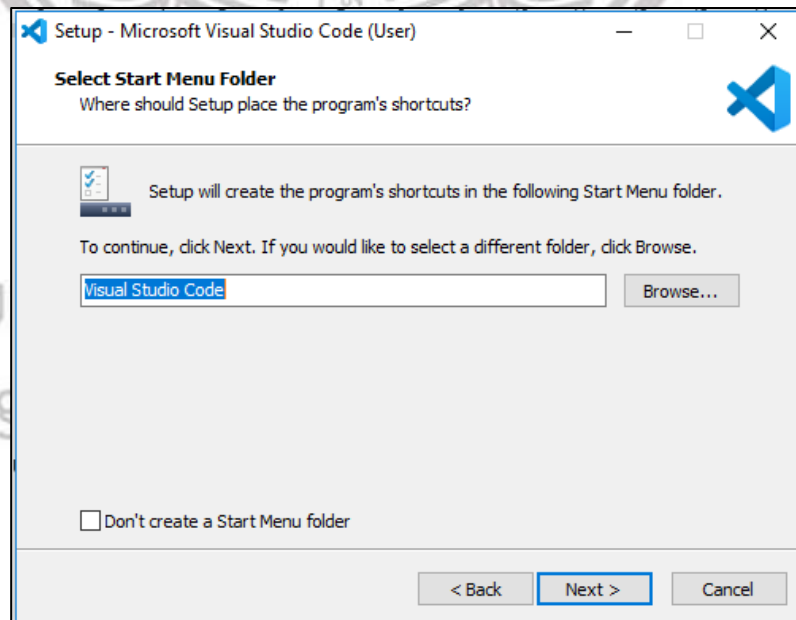 Setup - Microsoft Visual Studio Code (User)
Select Start Menu Folder
Where should Setup place the program's shortcuts?
Setup will create the program's shortcuts in the following Start Menu folder.
To continue, click Next. If you would like to select a different folder, click Browse.
Visual Studio Code
Browse...
Don't create a Start Menu folder
< Back
Next >
Cancel